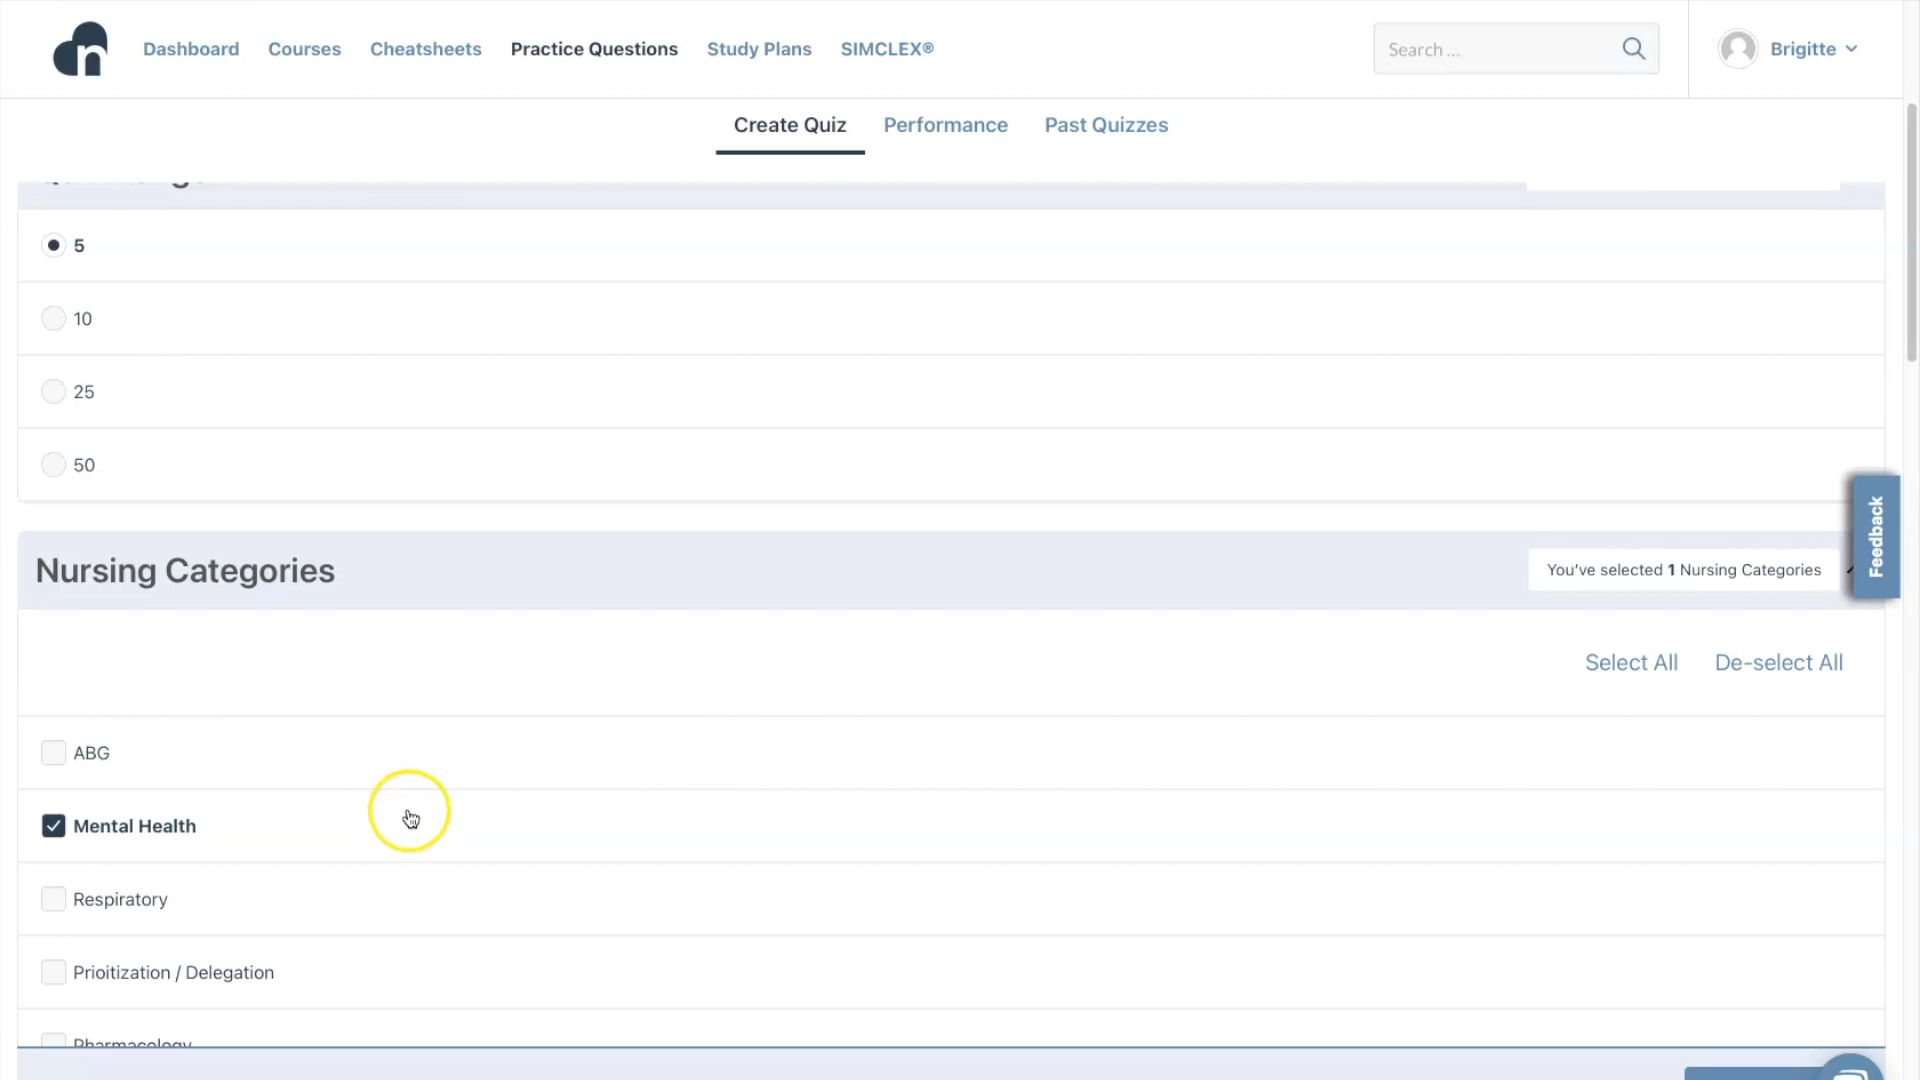 n
Dashboard
Courses
Cheatsheets
Practice Questions
Study Plans
SIMCLEX®
Search ...
Brigitte
Create Quiz
Performance
Past Quizzes
5
10
25
50
Feedback
Nursing Categories
You've selected 1 Nursing Categories
Select All
De-select All
ABG
Mental Health
Respiratory
Prioitization / Delegation
Pharmacology